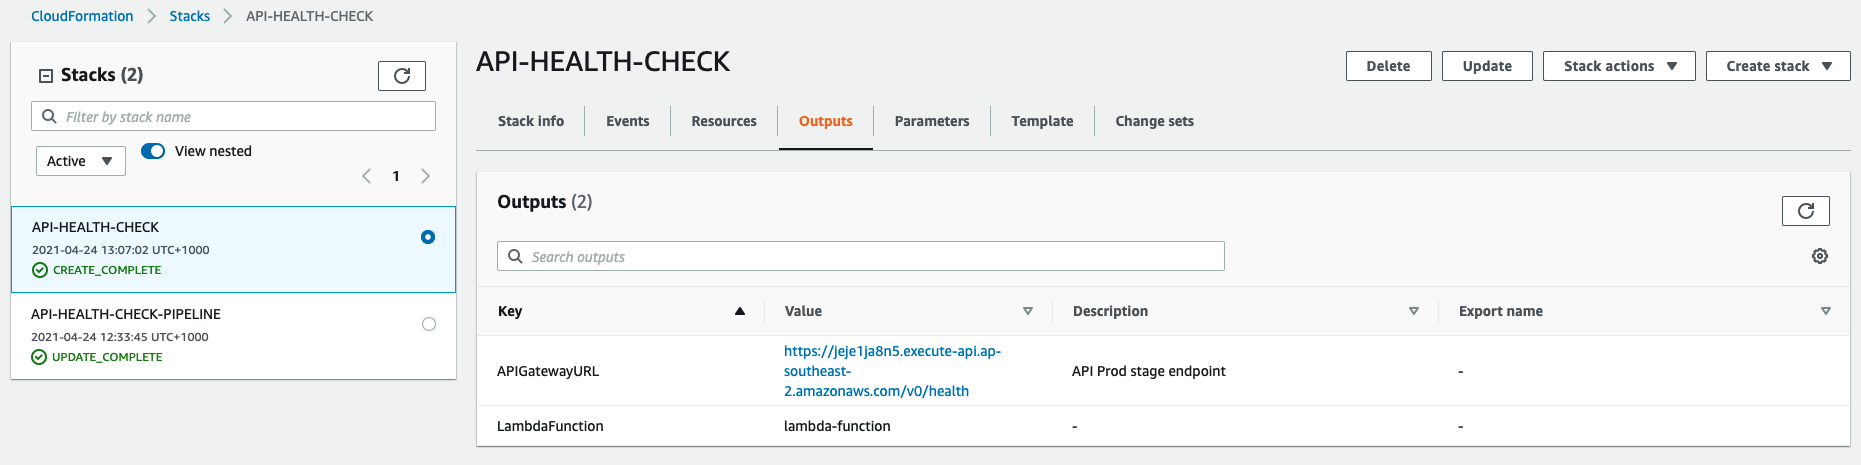 CloudFormation > Stacks > API-HEALTH-CHECK
Stacks (2)
Filter by stack name
Active
View nested
1
API-HEALTH-CHECK
2021-04-24 13:07:02 UTC+1000
CREATE_COMPLETE
API-HEALTH-CHECK-PIPELINE
2021-04-24 12:33:45 UTC+1000
UPDATE_COMPLETE
API-HEALTH-CHECK
Delete Update Stack actions Create stack
Stack info Events Resources Outputs Parameters Template Change sets
Outputs (2)
Search outputs
Key Value Description Export name
https://jeje1ja8n5.execute-api.ap-
APIGatewayURL southeast- API Prod stage endpoint -
2.amazonaws.com/v0/health
LambdaFunction lambda-function - -